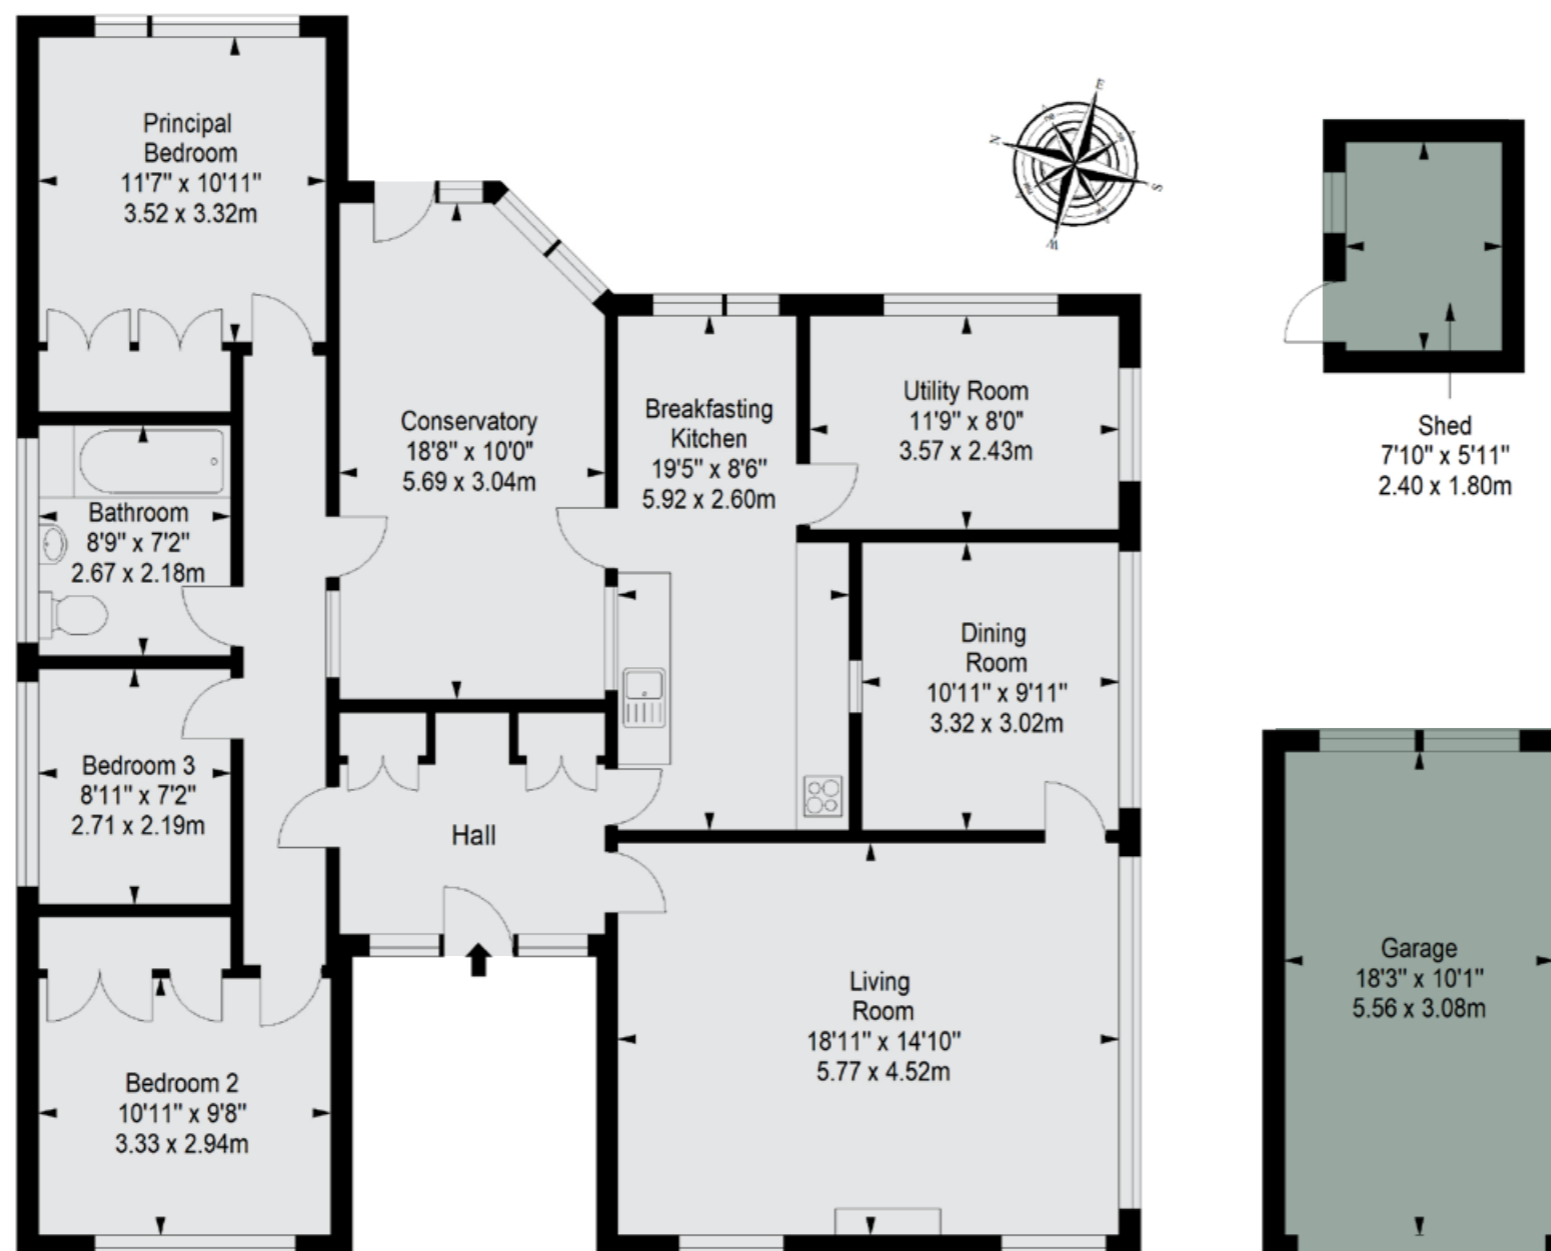 Principal
Bedroom
11'7" x 10'11"
3.52 x 3.32m
E
N
S
W
Conservatory
18'8" x 10'0"
5.69 x 3.04m
Breakfasting
Kitchen
19'5" x 8'6"
5.92 x 2.60m
Utility Room
11'9" x 8'0"
3.57 x 2.43m
Shed
7'10" x 5'11"
2.40 x 1.80m
Bathroom
8'9" x 7'2"
2.67 x 2.18m
Dining
Room
10'11" x 9'11"
3.32 x 3.02m
Bedroom 3
8'11" x 7'2"
2.71 x 2.19m
Hall
Living
Room
18'11" x 14'10"
5.77 x 4.52m
Garage
18'3" x 10'1"
5.56 x 3.08m
Bedroom 2
10'11" x 9'8"
3.33 x 2.94m